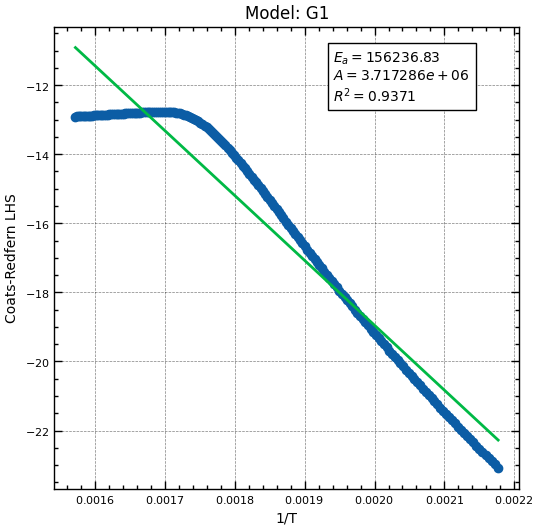 Model: G1
E_a = 156236.83
A = 3.717286e + 06
R² = 0.9371
−12
−14
−16
−18
−20
−22
Coats-Redfern LHS
0.0016 0.0017 0.0018 0.0019 0.0020 0.0021 0.0022
1/T